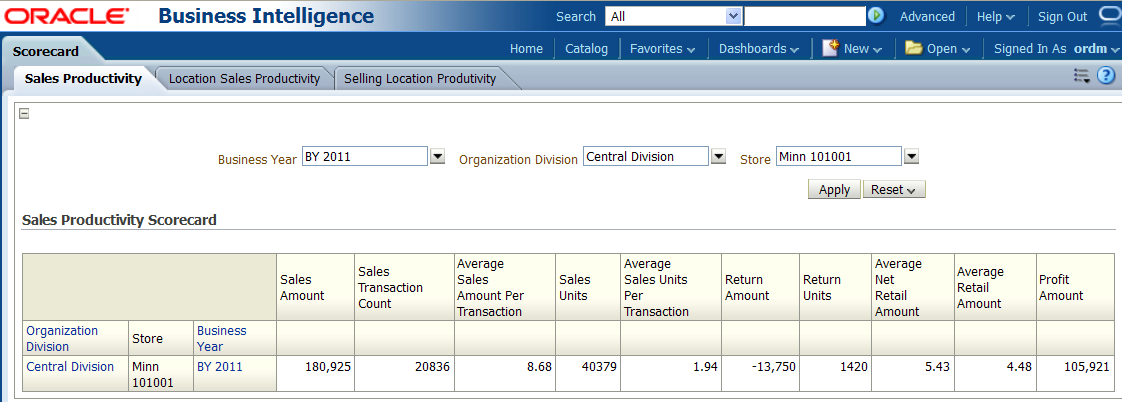 ORACLE Business Intelligence
Search All Advanced Help Sign Out
Scorecard
Home Catalog Favorites Dashboards New Open Signed In As ordm
Sales Productivity Location Sales Productivity Selling Location Produtivity
Business Year BY 2011 Organization Division Central Division Store Minn 101001
Apply Reset
Sales Productivity Scorecard
Sales Amount Sales Transaction Count Average Sales Amount Per Transaction Sales Units Average Sales Units Per Transaction Return Amount Return Units Average Net Retail Amount Average Retail Amount Profit Amount
Organization Division Store Business Year
Central Division Minn 101001 BY 2011 180,925 20836 8.68 40379 1.94 -13,750 1420 5.43 4.48 105,921